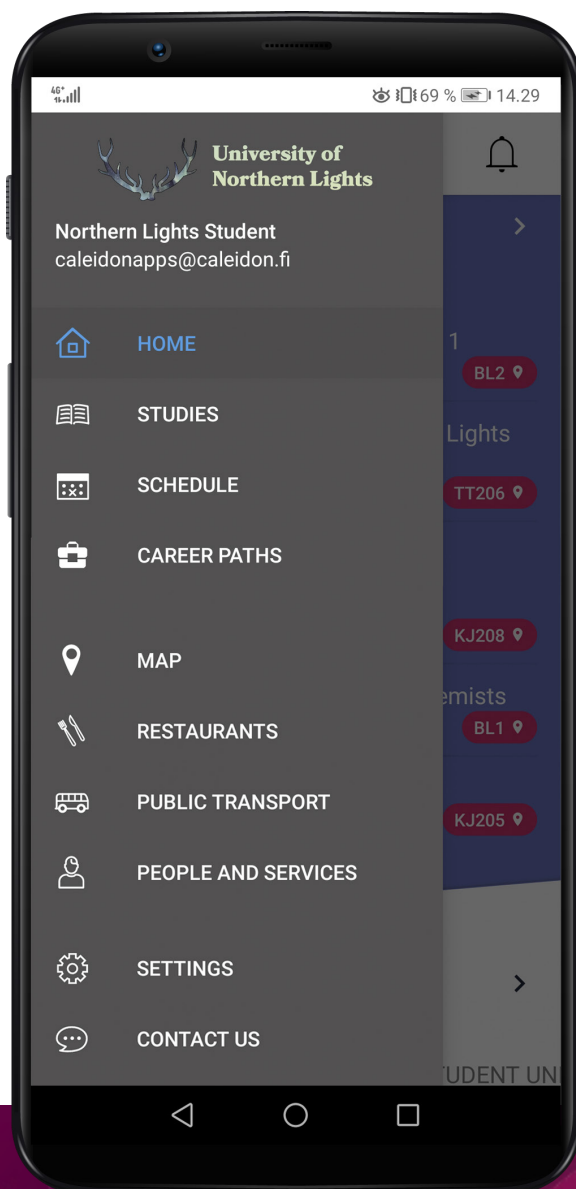 4G+
69 % 14.29
University of
Northern Lights
Northern Lights Student
caleidonapps@caleidon.fi
HOME
1
BL2
STUDIES
Lights
SCHEDULE
TT206
CAREER PATHS
KJ208
MAP
emists
RESTAURANTS
BL1
PUBLIC TRANSPORT
KJ205
PEOPLE AND SERVICES
SETTINGS
CONTACT US
TUDENT UNI